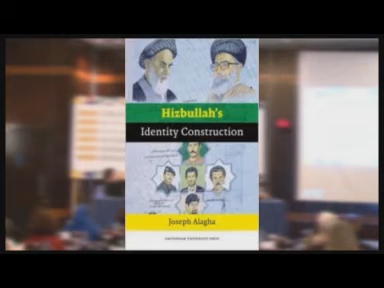 Hizbullah's
Identity Construction
Joseph Alagha
AMSTERDAM UNIVERSITY PRESS